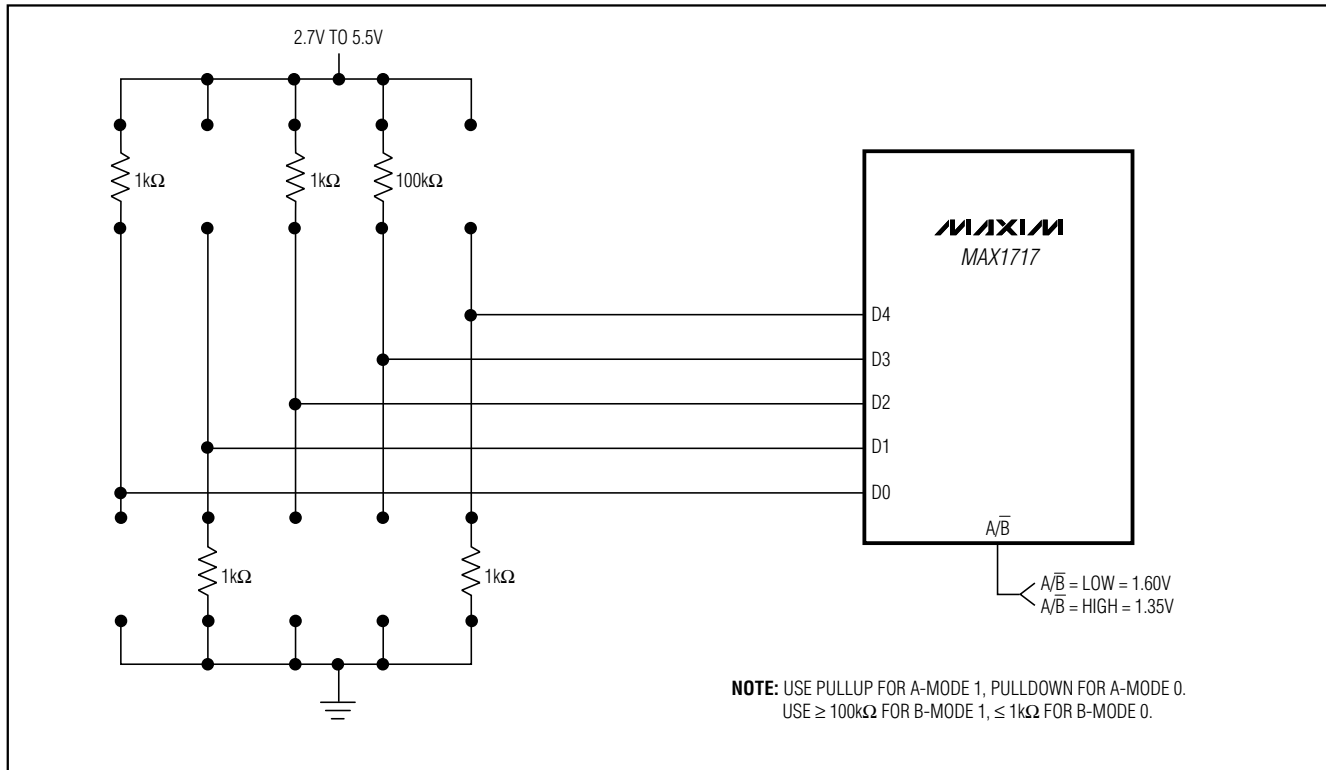 2.7V TO 5.5V
1kΩ
1kΩ
100kΩ
MAXIM
MAX1717
D4
D3
D2
D1
D0
A/B̅
1kΩ
1kΩ
A/B̅ = LOW = 1.60V
A/B̅ = HIGH = 1.35V
NOTE: USE PULLUP FOR A-MODE 1, PULLDOWN FOR A-MODE 0.
USE ≥ 100kΩ FOR B-MODE 1, ≤ 1kΩ FOR B-MODE 0.